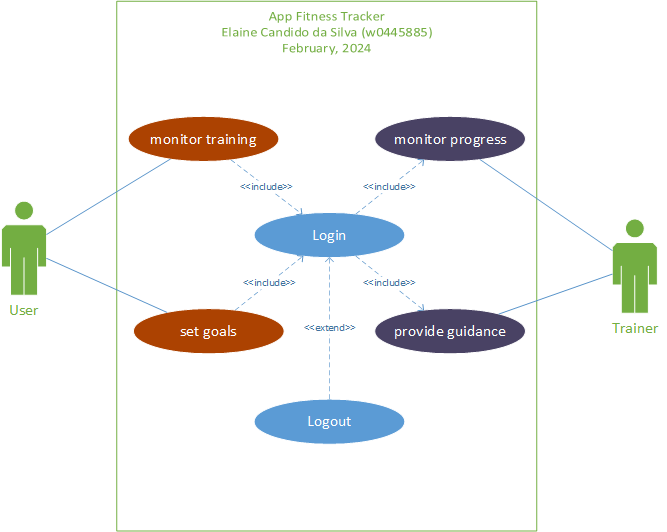 App Fitness Tracker
Elaine Candido da Silva (w0445885)
February, 2024
monitor training
monitor progress
<<include>>
<<include>>
Login
<<include>>
<<include>>
User
set goals
<<extend>>
provide guidance
Trainer
Logout